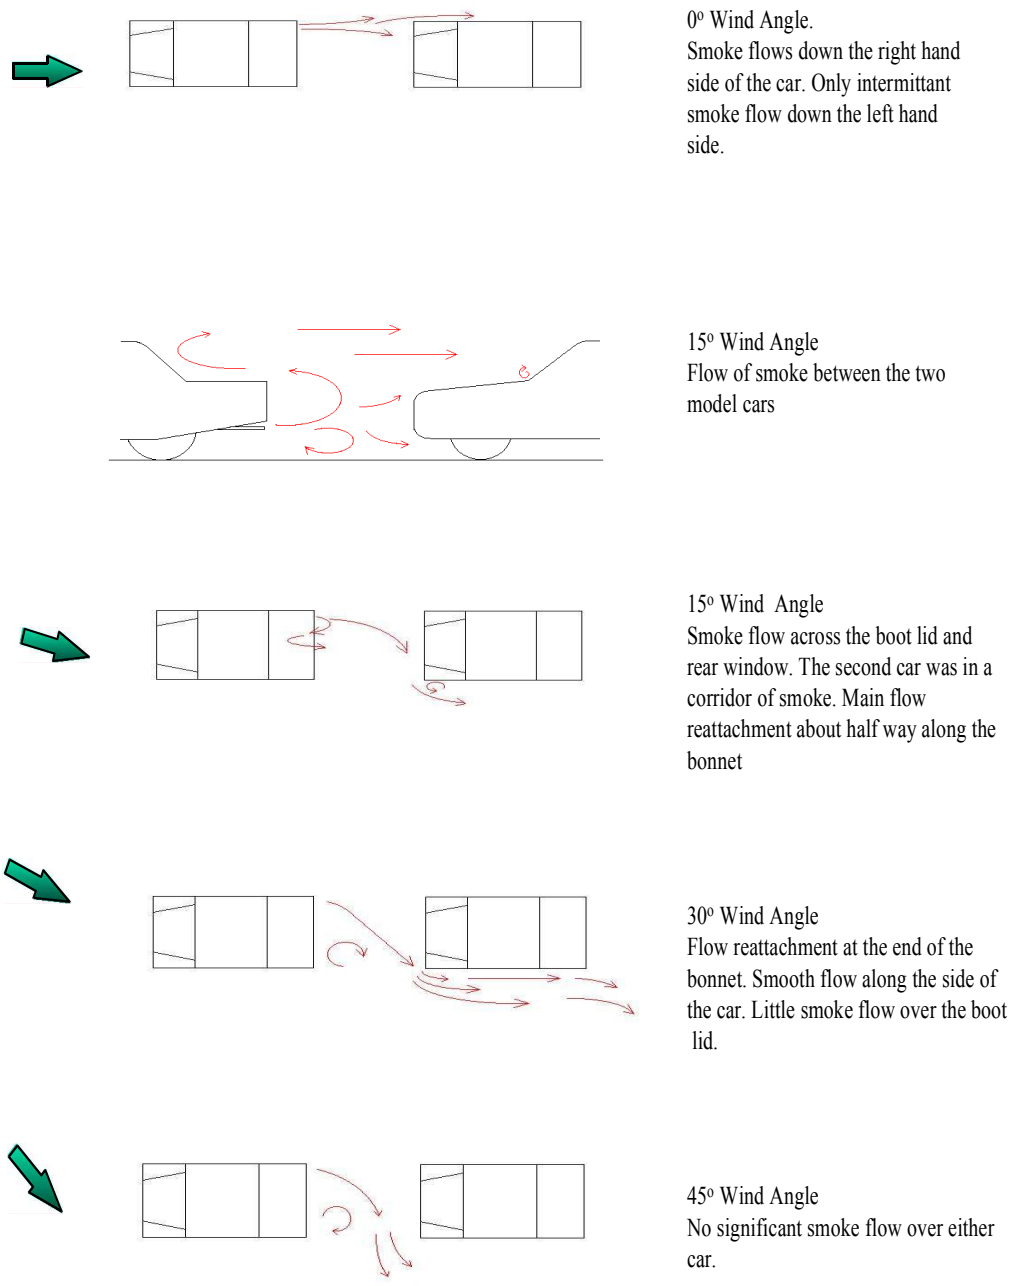 0º Wind Angle.
Smoke flows down the right hand
side of the car. Only intermittant
smoke flow down the left hand
side.
15º Wind Angle
Flow of smoke between the two
model cars
15º Wind  Angle
Smoke flow across the boot lid and
rear window. The second car was in a
corridor of smoke. Main flow
reattachment about half way along the
bonnet
30º Wind Angle
Flow reattachment at the end of the
bonnet. Smooth flow along the side of
the car. Little smoke flow over the boot
lid.
45º Wind Angle
No significant smoke flow over either
car.